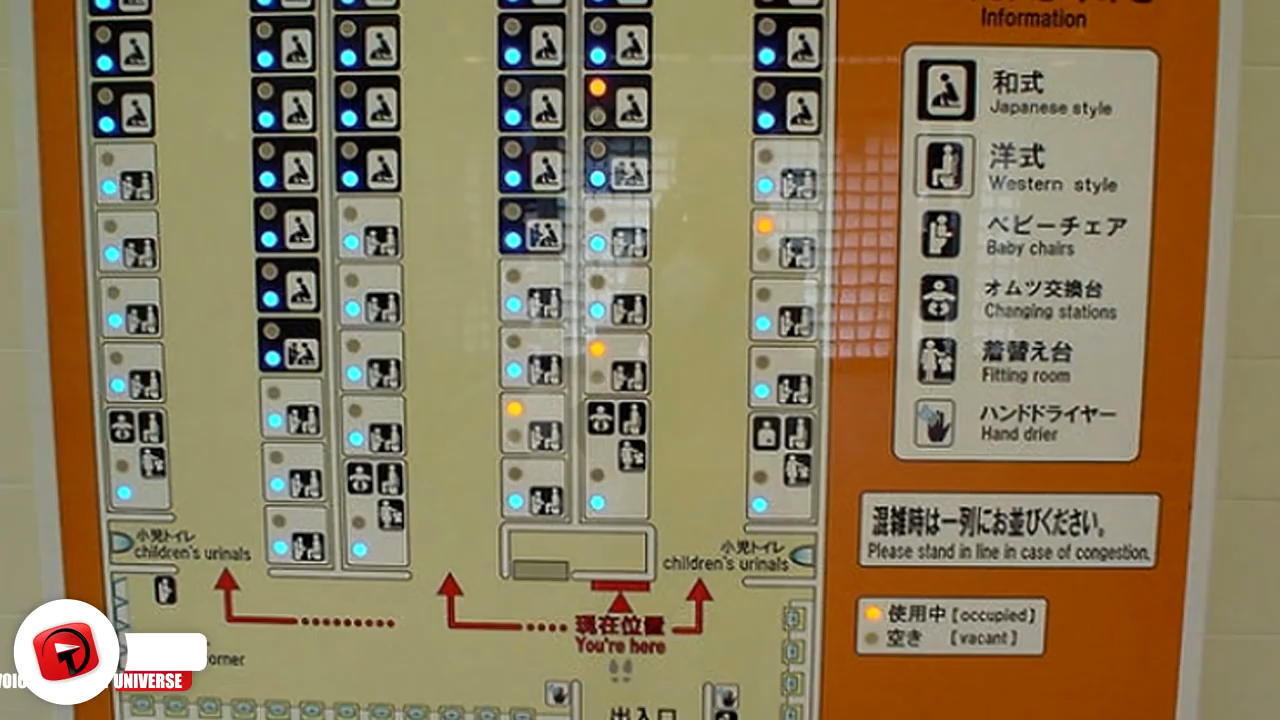 Information
和式
Japanese style
洋式
Western style
ベビーチェア
Baby chairs
オムツ交換台
Changing stations
着替え台
Fitting room
ハンドドライヤー
Hand drier
混雑時は一列にお並びください。
Please stand in line in case of congestion.
使用中 [occupied]
空き [vacant]
小児トイレ
children's urinals
小児トイレ
children's urinals
現在位置
You're here
出入口
UNIVERSE